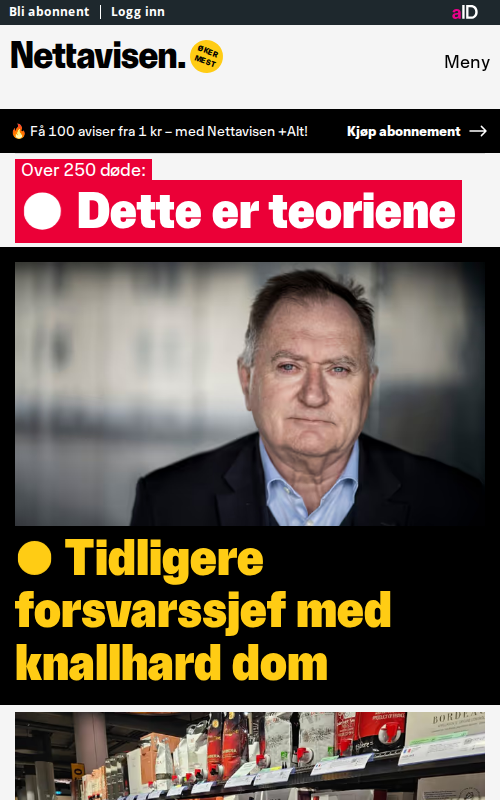 Bli abonnent | Logg inn
aID
Nettavisen.
ØKER
MEST
Meny
🔥 Få 100 aviser fra 1 kr – med Nettavisen +Alt!
Kjøp abonnement →
Over 250 døde:
● Dette er teoriene
● Tidligere
forsvarssjef med
knallhard dom
BORDEA